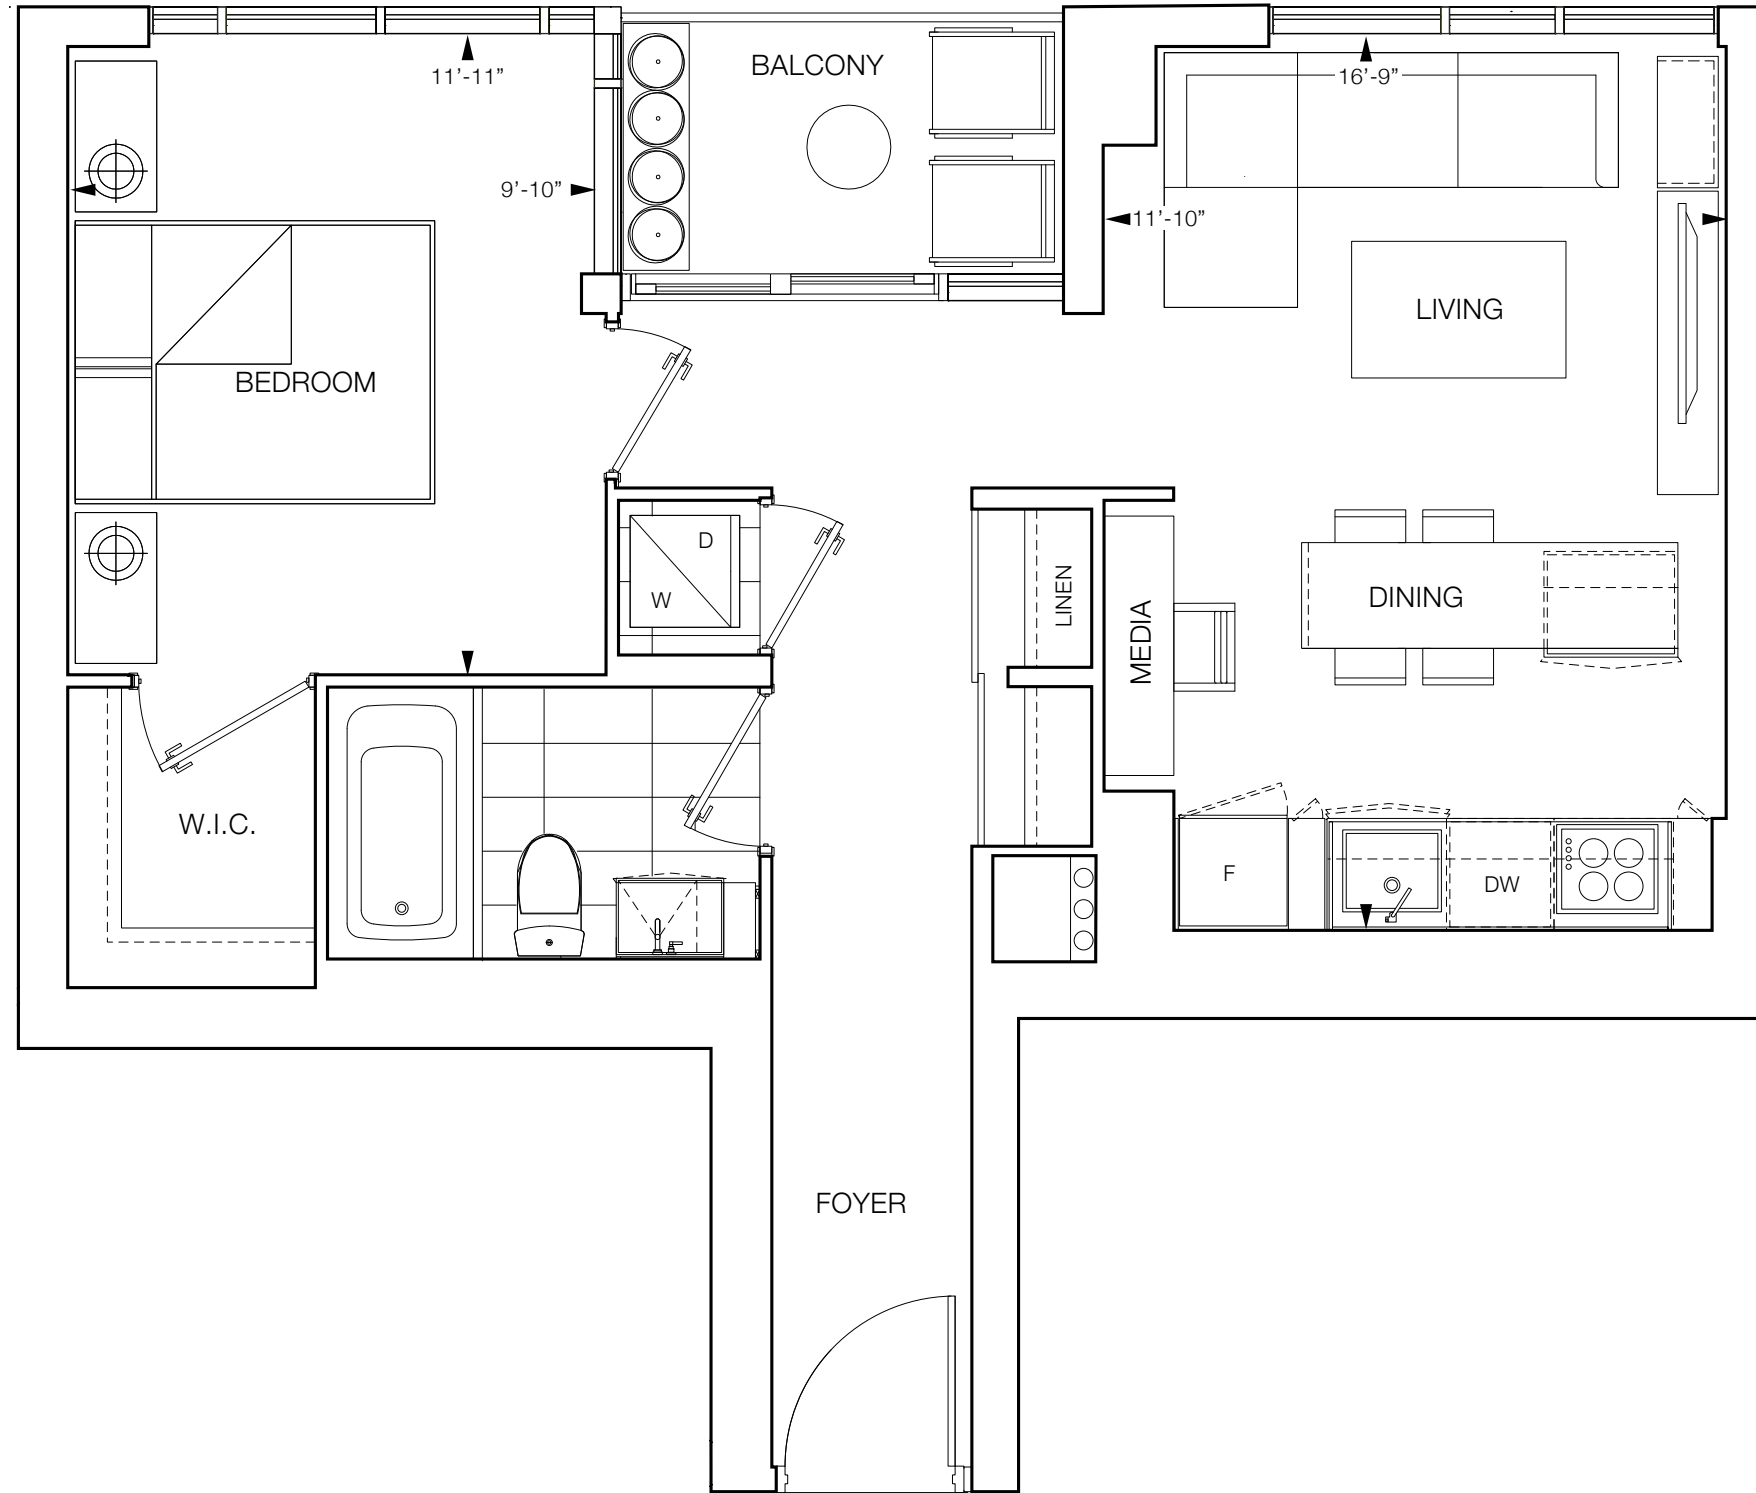 BALCONY
11’-11”
16’-9”
9’-10”
11’-10”
LIVING
BEDROOM
D
W
LINEN
MEDIA
DINING
W.I.C.
F
DW
FOYER